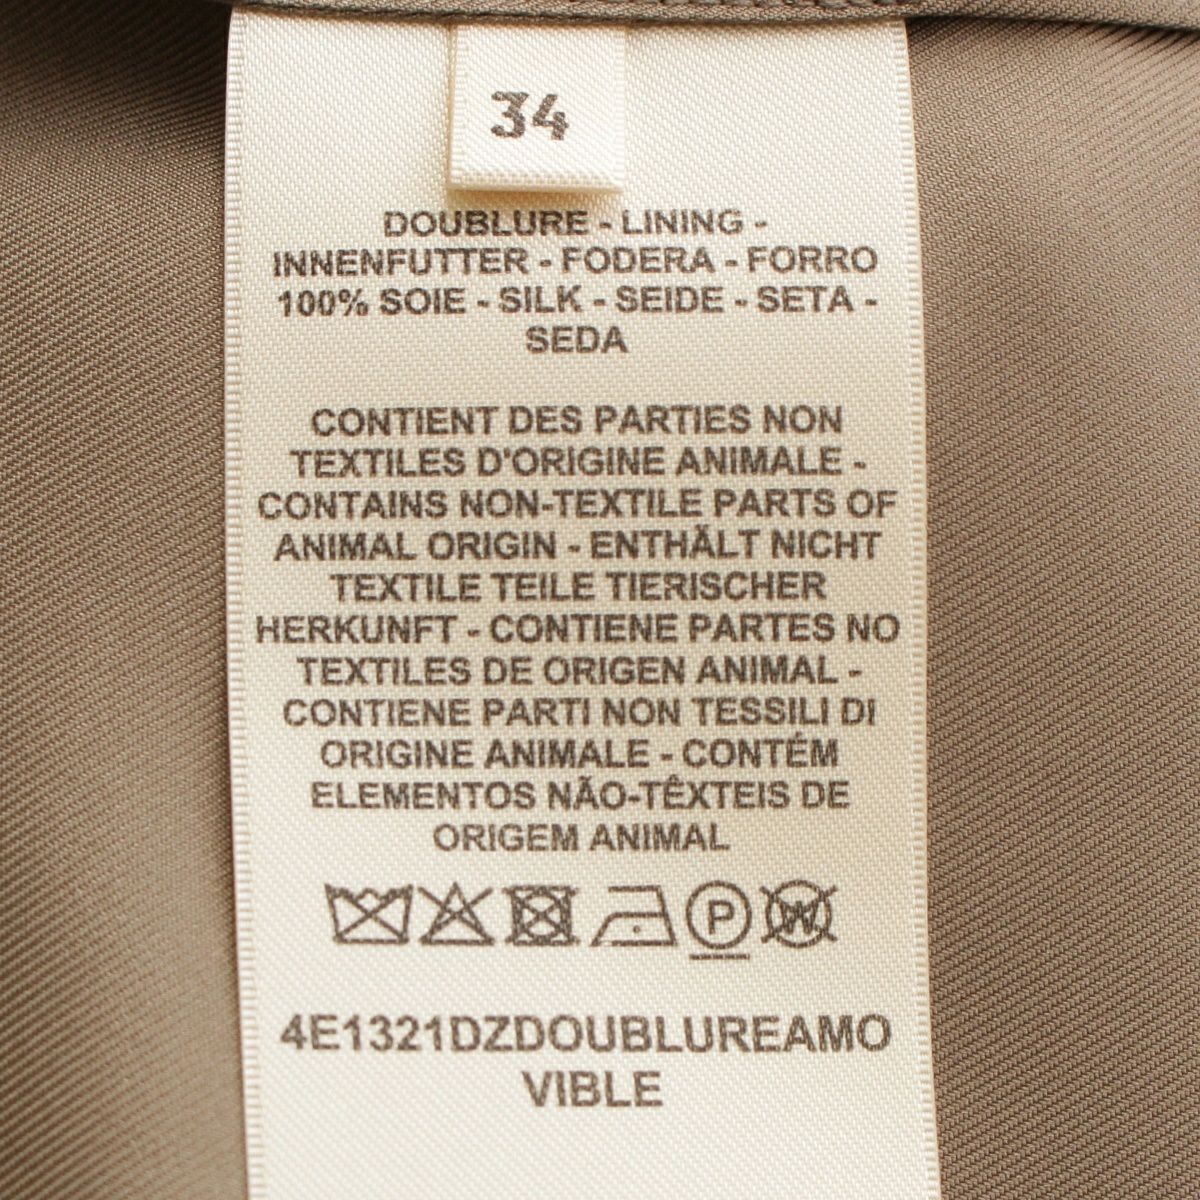 34
DOUBLURE - LINING -
INNENFUTTER - FODERA - FORRO
100% SOIE - SILK - SEIDE - SETA -
SEDA
CONTIENT DES PARTIES NON
TEXTILES D'ORIGINE ANIMALE -
CONTAINS NON-TEXTILE PARTS OF
ANIMAL ORIGIN - ENTHÄLT NICHT
TEXTILE TEILE TIERISCHER
HERKUNFT - CONTIENE PARTES NO
TEXTILES DE ORIGEN ANIMAL -
CONTIENE PARTI NON TESSILI DI
ORIGINE ANIMALE - CONTÉM
ELEMENTOS NÃO-TÊXTEIS DE
ORIGEM ANIMAL
P W
4E1321DZDOUBLUREAMO
VIBLE